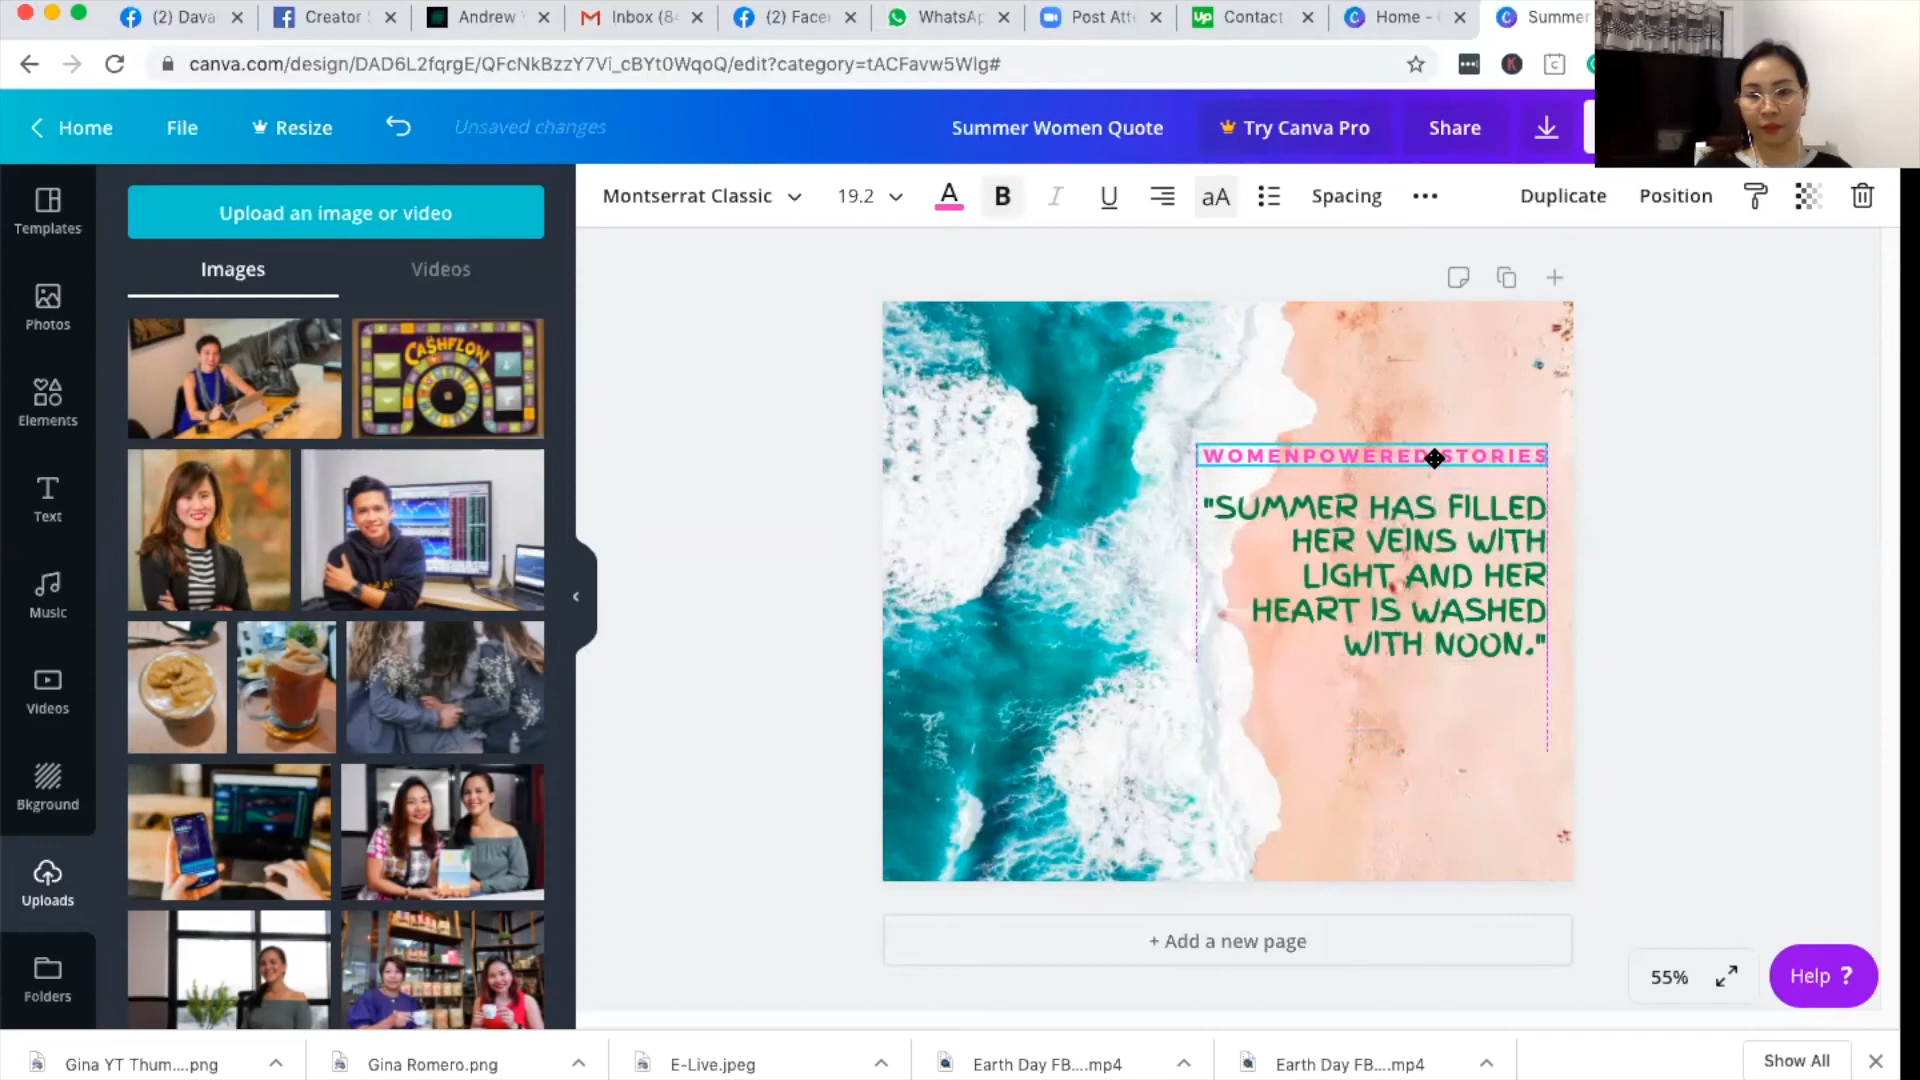 (2) Dava
Creator
Andrew
Inbox (8
(2) Face
WhatsAp
Post Att
Up
Contact
Home -
Summer
canva.com/design/DAD6L2fqrgE/QFcNkBzzY7Vi_cBYt0WqoQ/edit?category=tACFavw5Wlg#
Home
File
Resize
Unsaved changes
Summer Women Quote
Try Canva Pro
Share
Montserrat Classic
19.2
A
B
I
U
aA
Spacing
Duplicate
Position
Templates
Photos
Elements
Text
Music
Videos
Bkground
Uploads
Folders
Upload an image or video
Images
Videos
CASHFLOW
WOMENPOWERED STORIES
"SUMMER HAS FILLED
HER VEINS WITH
LIGHT AND HER
HEART IS WASHED
WITH NOON."
+ Add a new page
55%
Help ?
Gina YT Thum....png
Gina Romero.png
E-Live.jpeg
Earth Day FB....mp4
Earth Day FB....mp4
Show All